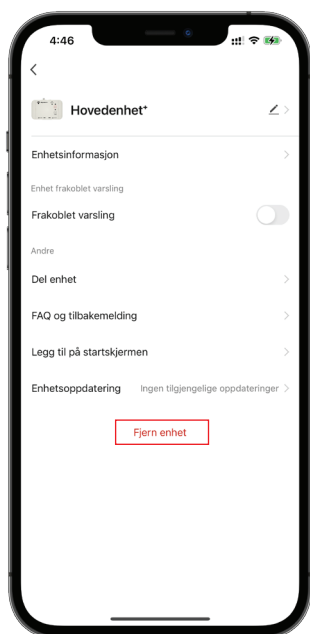 4:46
Hovedenhet⁺
Enhetsinformasjon
Enhet frakoblet varsling
Frakoblet varsling
Andre
Del enhet
FAQ og tilbakemelding
Legg til på startskjermen
Enhetsoppdatering Ingen tilgjengelige oppdateringer
Fjern enhet